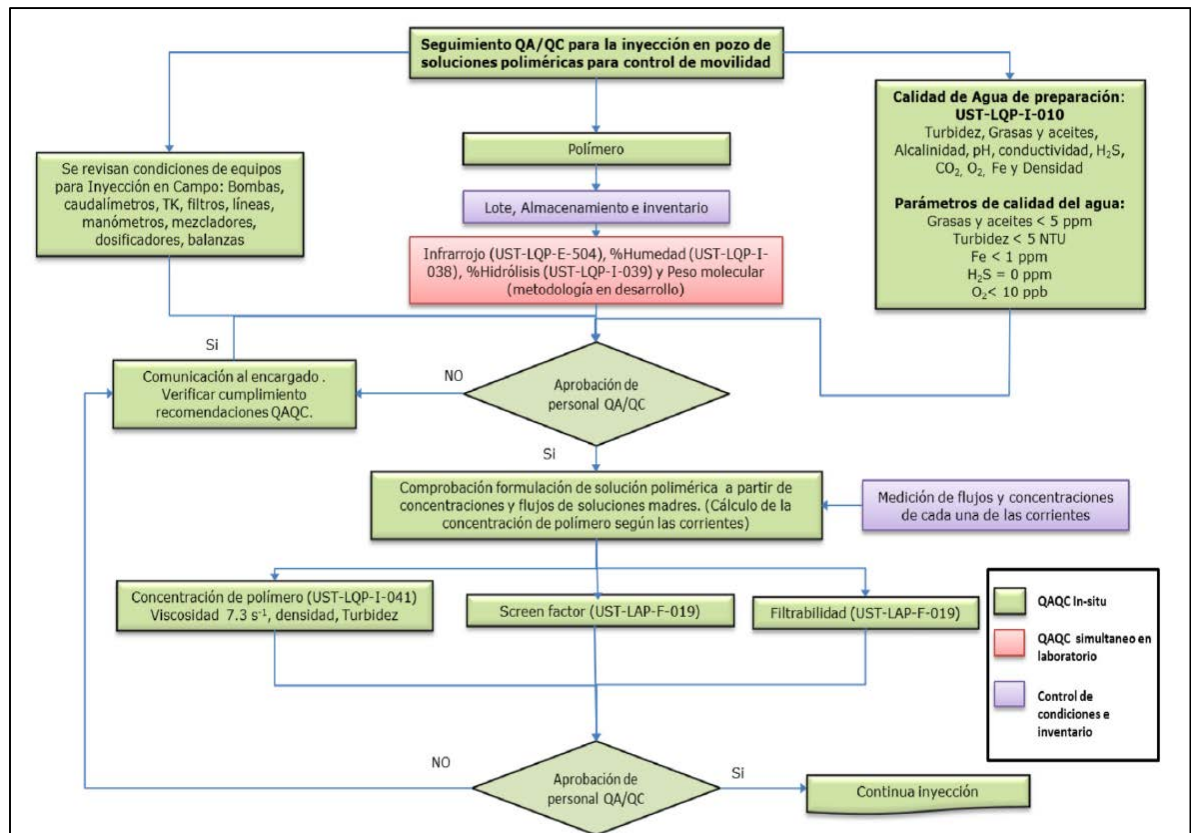 Seguimiento QA/QC para la inyección en pozo de
soluciones poliméricas para control de movilidad
Se revisan condiciones de equipos
para Inyección en Campo: Bombas,
caudalímetros, TK, filtros, líneas,
manómetros, mezcladores,
dosificadores, balanzas
Polímero
Lote, Almacenamiento e inventario
Infrarrojo (UST-LQP-E-504), %Humedad (UST-LQP-I-
038), %Hidrólisis (UST-LQP-I-039) y Peso molecular
(metodología en desarrollo)
Calidad de Agua de preparación:
UST-LQP-I-010
Turbidez, Grasas y aceites,
Alcalinidad, pH, conductividad, H2S,
CO2, O2, Fe y Densidad
Parámetros de calidad del agua:
Grasas y aceites < 5 ppm
Turbidez < 5 NTU
Fe < 1 ppm
H2S = 0 ppm
O2< 10 ppb
Si
Comunicación al encargado .
Verificar cumplimiento
recomendaciones QAQC.
NO
Aprobación de
personal QA/QC
Si
Comprobación formulación de solución polimérica a partir de
concentraciones y flujos de soluciones madres. (Cálculo de la
concentración de polímero según las corrientes)
Medición de flujos y concentraciones
de cada una de las corrientes
Concentración de polímero (UST-LQP-I-041)
Viscosidad 7.3 s-1, densidad, Turbidez
Screen factor (UST-LAP-F-019)
Filtrabilidad (UST-LAP-F-019)
QAQC In-situ
QAQC simultaneo en
laboratorio
Control de
condiciones e
inventario
NO
Aprobación de
personal QA/QC
Si
Continua inyección